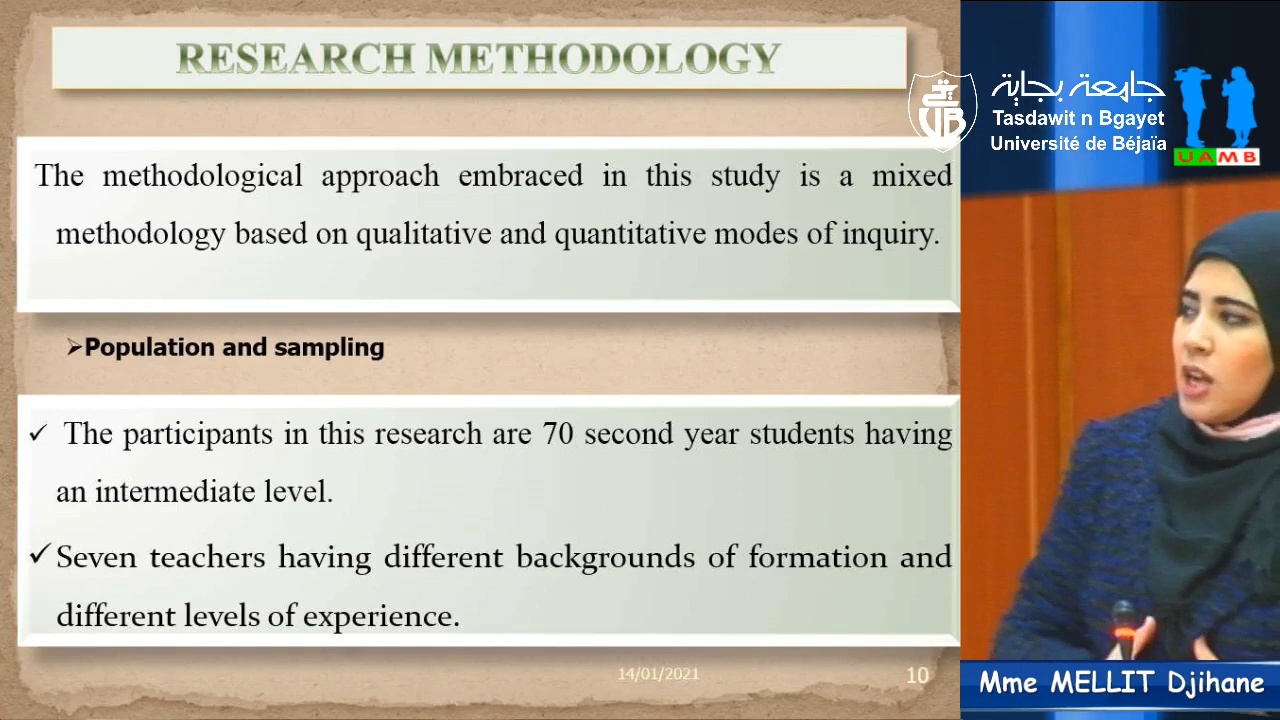 RESEARCH METHODOLOGY
The methodological approach embraced in this study is a mixed
methodology based on qualitative and quantitative modes of inquiry.
➢Population and sampling
✓ The participants in this research are 70 second year students having
an intermediate level.
✓Seven teachers having different backgrounds of formation and
different levels of experience.
14/01/2021
10
UB
جامعة بجاية
Tasdawit n Bgayet
Université de Béjaïa
UAMB
Mme MELLIT Djihane